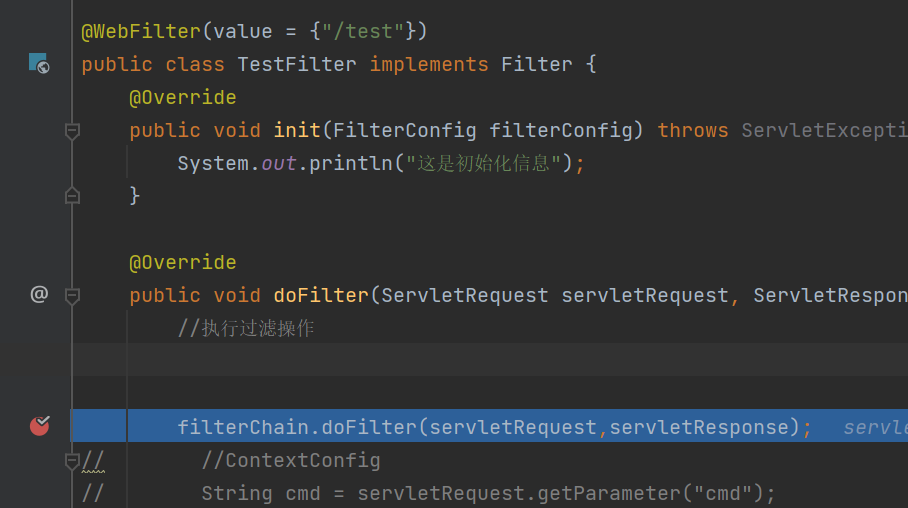 @WebFilter(value = {"/test"})
public class TestFilter implements Filter {
@Override
public void init(FilterConfig filterConfig) throws ServletExcepti
System.out.println("这是初始化信息");
}
@Override
@ public void doFilter(ServletRequest servletRequest, ServletRespon
//执行过滤操作
filterChain.doFilter(servletRequest,servletResponse); servle
// //ContextConfig
// String cmd = servletRequest.getParameter("cmd");